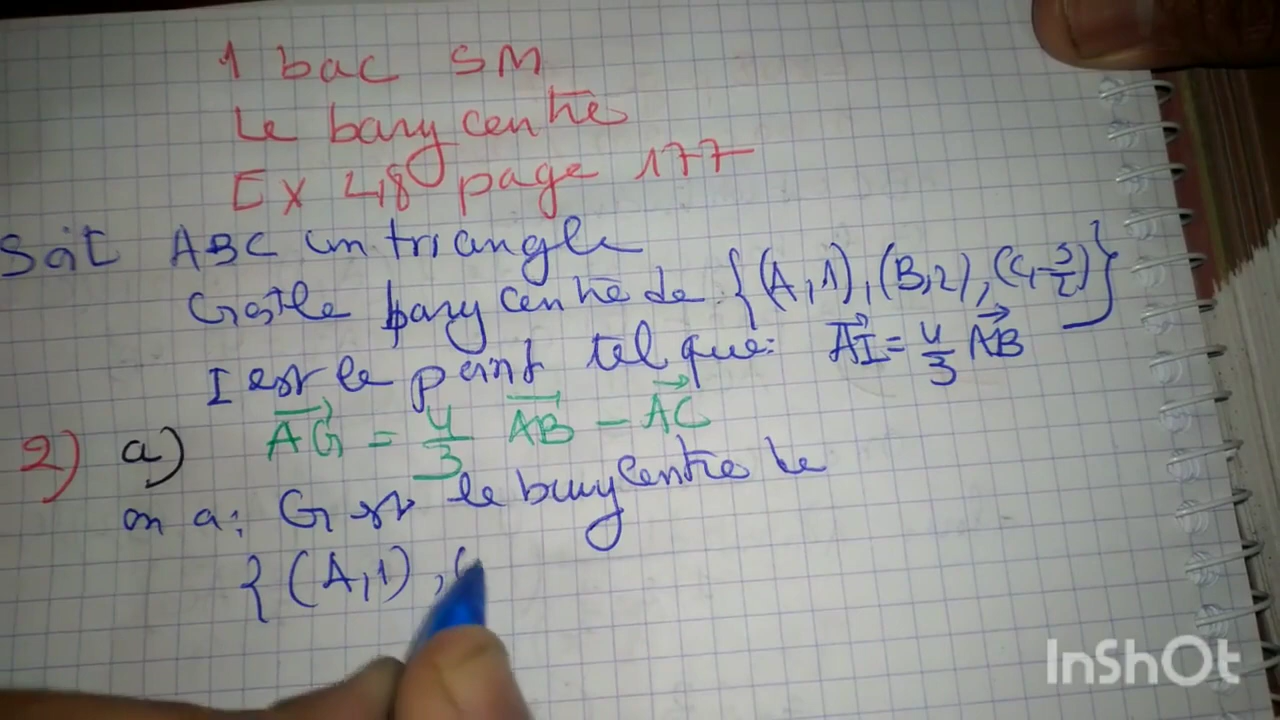 1 bac SM
Le barycentre
Ex 48 page 177
Soit ABC un triangle
G est le barycentre de {(A,1),(B,2),(C,-3/2)}
I est le point tel que: AI⃗ = 4/3 AB⃗
2) a) AG⃗ = 4/3 AB⃗ - AC⃗
on a: G est le barycentre de
{(A,1), (
InShOt